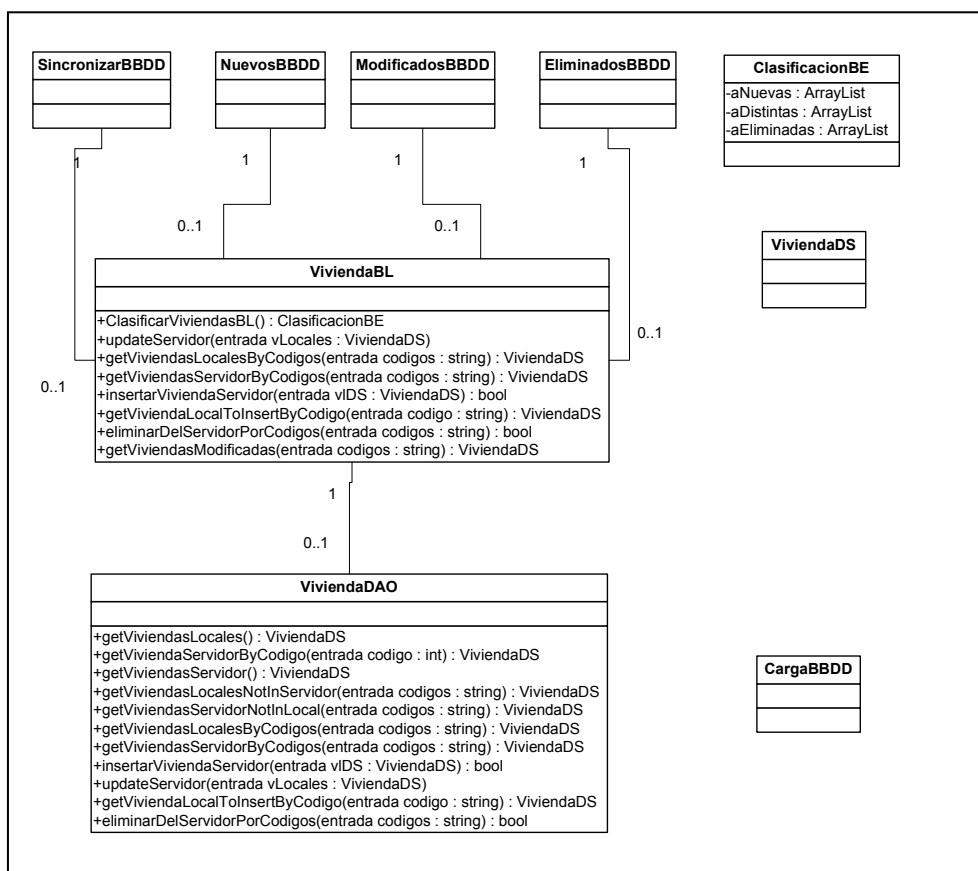 SincronizarBBDD
NuevosBBDD
ModificadosBBDD
EliminadosBBDD
ClasificacionBE
-aNuevas : ArrayList
-aDistintas : ArrayList
-aEliminadas : ArrayList
1
1
1
1
0..1
0..1
ViviendaDS
ViviendaBL
+ClasificarViviendasBL() : ClasificacionBE
+updateServidor(entrada vLocales : ViviendaDS)
+getViviendasLocalesByCodigos(entrada codigos : string) : ViviendaDS
+getViviendasServidorByCodigos(entrada codigos : string) : ViviendaDS
+insertarViviendaServidor(entrada vIDS : ViviendaDS) : bool
+getViviendaLocalToInsertByCodigo(entrada codigo : string) : ViviendaDS
+eliminarDelServidorPorCodigos(entrada codigos : string) : bool
+getViviendasModificadas(entrada codigos : string) : ViviendaDS
0..1
0..1
1
0..1
ViviendaDAO
+getViviendasLocales() : ViviendaDS
+getViviendaServidorByCodigo(entrada codigo : int) : ViviendaDS
+getViviendasServidor() : ViviendaDS
+getViviendasLocalesNotInServidor(entrada codigos : string) : ViviendaDS
+getViviendasServidorNotInLocal(entrada codigos : string) : ViviendaDS
+getViviendasLocalesByCodigos(entrada codigos : string) : ViviendaDS
+getViviendasServidorByCodigos(entrada codigos : string) : ViviendaDS
+insertarViviendaServidor(entrada vIDS : ViviendaDS) : bool
+updateServidor(entrada vLocales : ViviendaDS)
+getViviendaLocalToInsertByCodigo(entrada codigo : string) : ViviendaDS
+eliminarDelServidorPorCodigos(entrada codigos : string) : bool
CargaBBDD